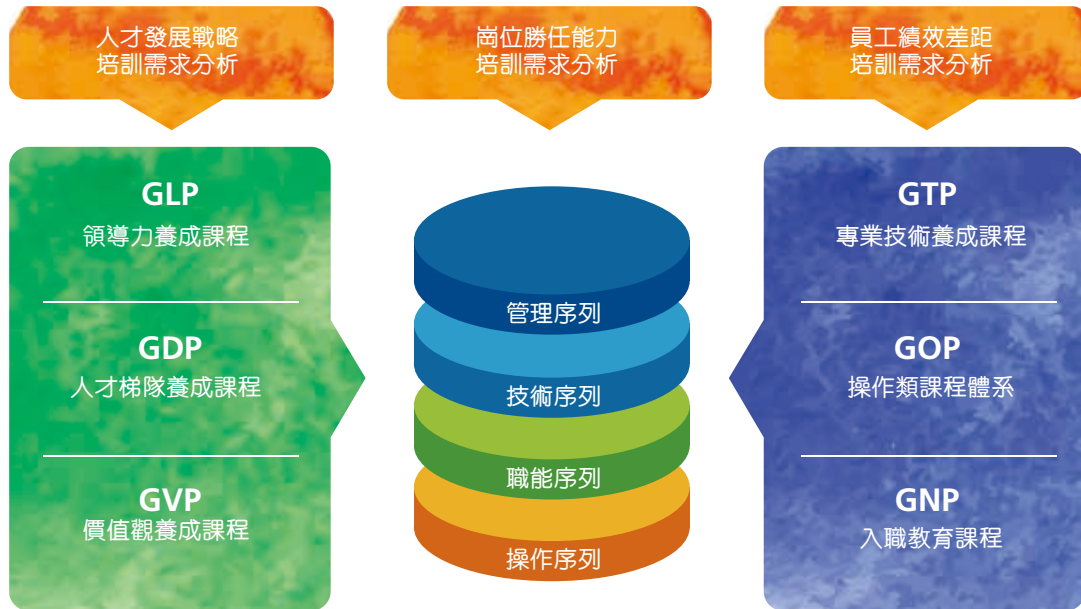 人才發展戰略
培訓需求分析
崗位勝任能力
培訓需求分析
員工績效差距
培訓需求分析
GLP
領導力養成課程
GDP
人才梯隊養成課程
GVP
價值觀養成課程
管理序列
技術序列
職能序列
操作序列
GTP
專業技術養成課程
GOP
操作類課程體系
GNP
入職教育課程